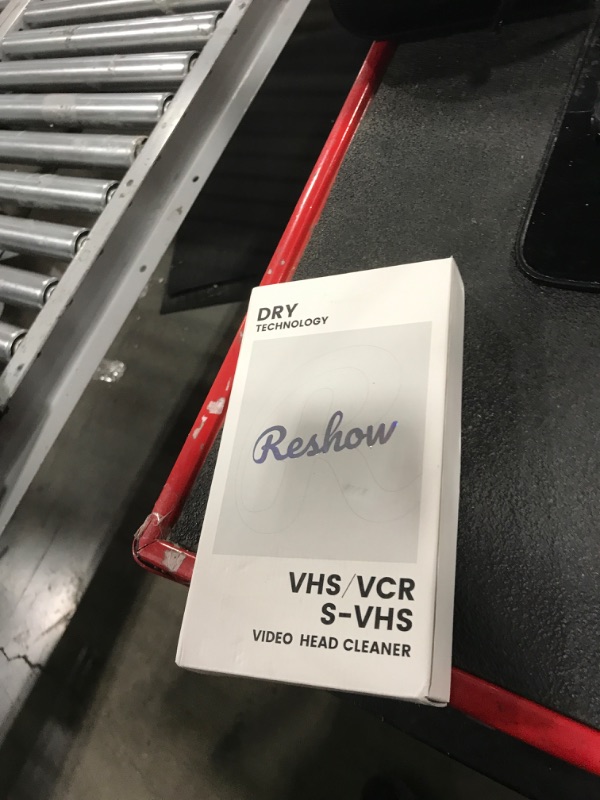 DRY
TECHNOLOGY
Reshow
VHS/VCR
S-VHS
VIDEO HEAD CLEANER